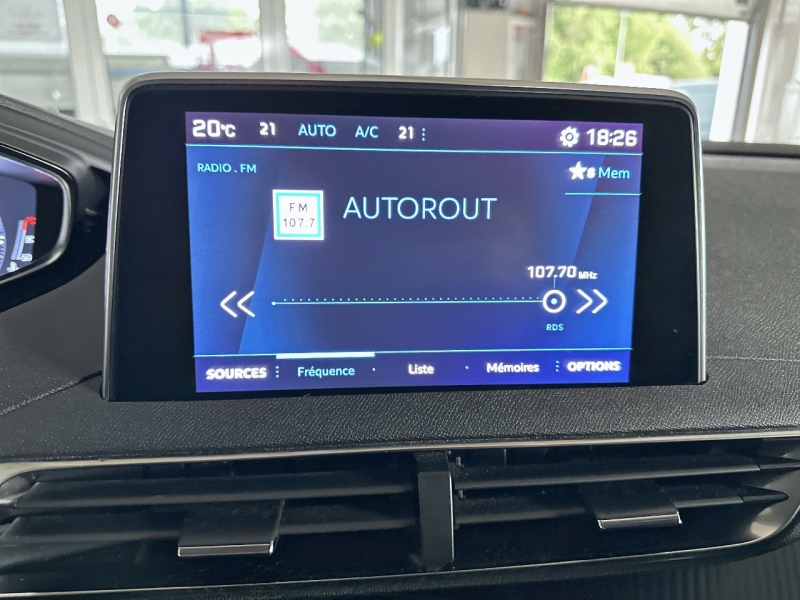 20°C 21 AUTO A/C 21 18:26
RADIO . FM
8 Mem
FM
107.7
AUTOROUT
107.70 MHz
RDS
SOURCES Fréquence Liste Mémoires OPTIONS